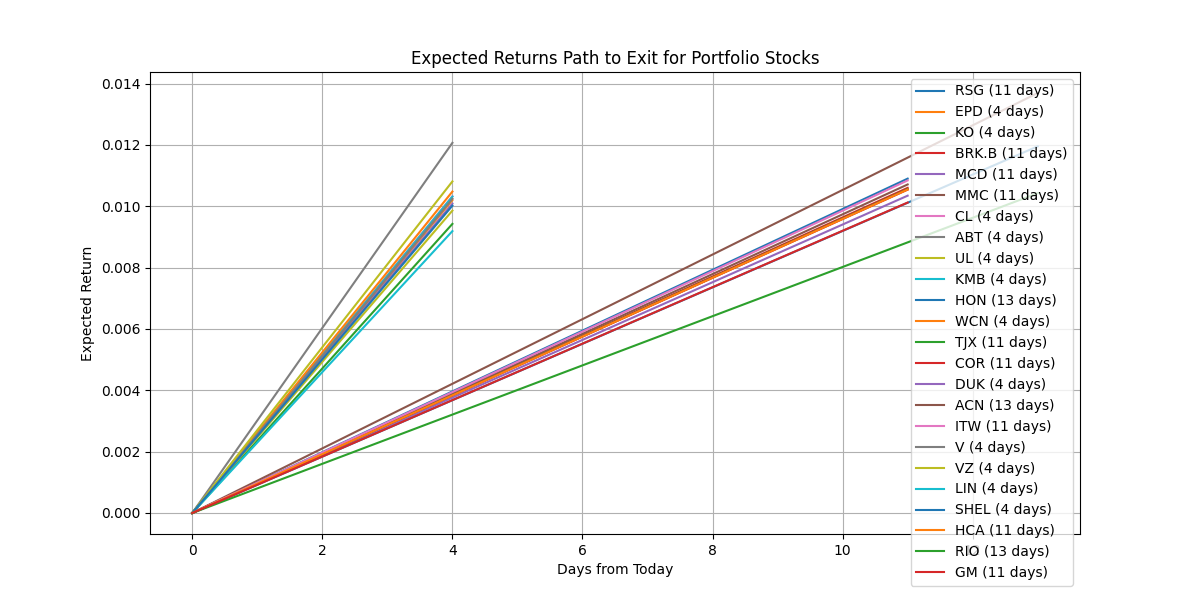 Expected Returns Path to Exit for Portfolio Stocks
0.014
0.012
0.010
0.008
0.006
0.004
0.002
0.000
Expected Return
0
2
4
6
8
10
12
Days from Today
RSG (11 days)
EPD (4 days)
KO (4 days)
BRK.B (11 days)
MCD (11 days)
MMC (11 days)
CL (4 days)
ABT (4 days)
UL (4 days)
KMB (4 days)
HON (13 days)
WCN (4 days)
TJX (11 days)
COR (11 days)
DUK (4 days)
ACN (13 days)
ITW (11 days)
V (4 days)
VZ (4 days)
LIN (4 days)
SHEL (4 days)
HCA (11 days)
RIO (13 days)
GM (11 days)